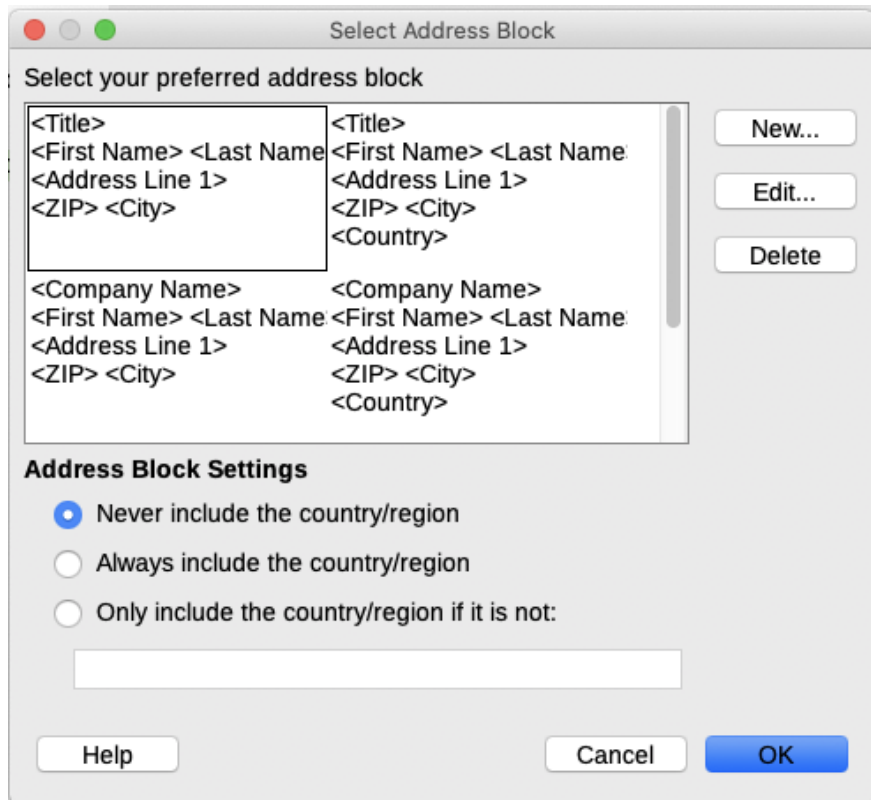 Select Address Block
Select your preferred address block
<Title>
<First Name> <Last Name
<Address Line 1>
<ZIP> <City>
<Title>
<First Name> <Last Name
<Address Line 1>
<ZIP> <City>
<Country>
<Company Name>
<First Name> <Last Name
<Address Line 1>
<ZIP> <City>
<Company Name>
<First Name> <Last Name
<Address Line 1>
<ZIP> <City>
<Country>
New...
Edit...
Delete
Address Block Settings
Never include the country/region
Always include the country/region
Only include the country/region if it is not:
Help
Cancel
OK